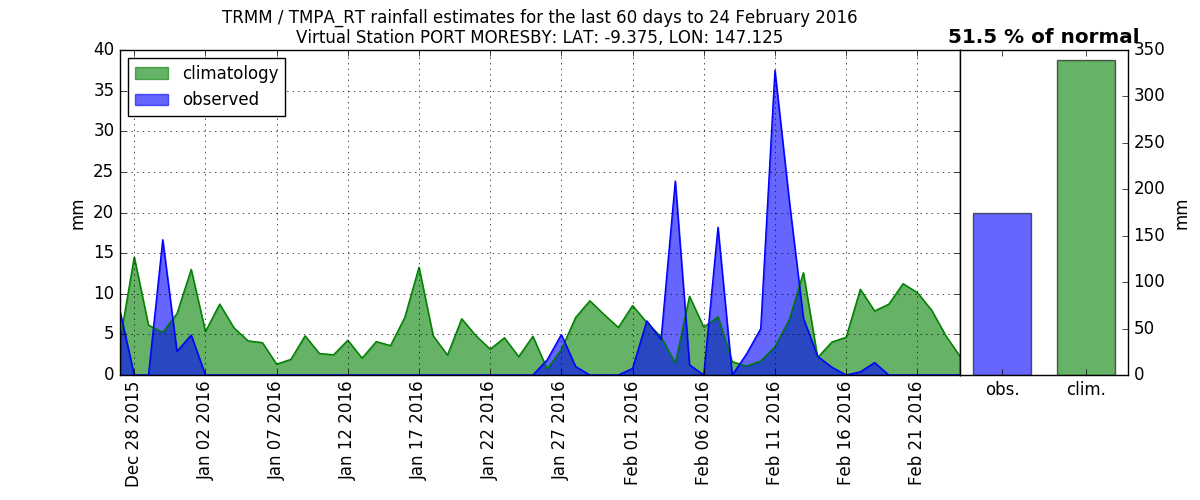 TRMM / TMPA_RT rainfall estimates for the last 60 days to 24 February 2016
Virtual Station PORT MORESBY: LAT: -9.375, LON: 147.125
51.5 % of normal
climatology
observed
40
35
30
25
20
15
10
5
0
mm
Dec 28 2015
Jan 02 2016
Jan 07 2016
Jan 12 2016
Jan 17 2016
Jan 22 2016
Jan 27 2016
Feb 01 2016
Feb 06 2016
Feb 11 2016
Feb 16 2016
Feb 21 2016
350
300
250
200
150
100
50
0
mm
obs.
clim.